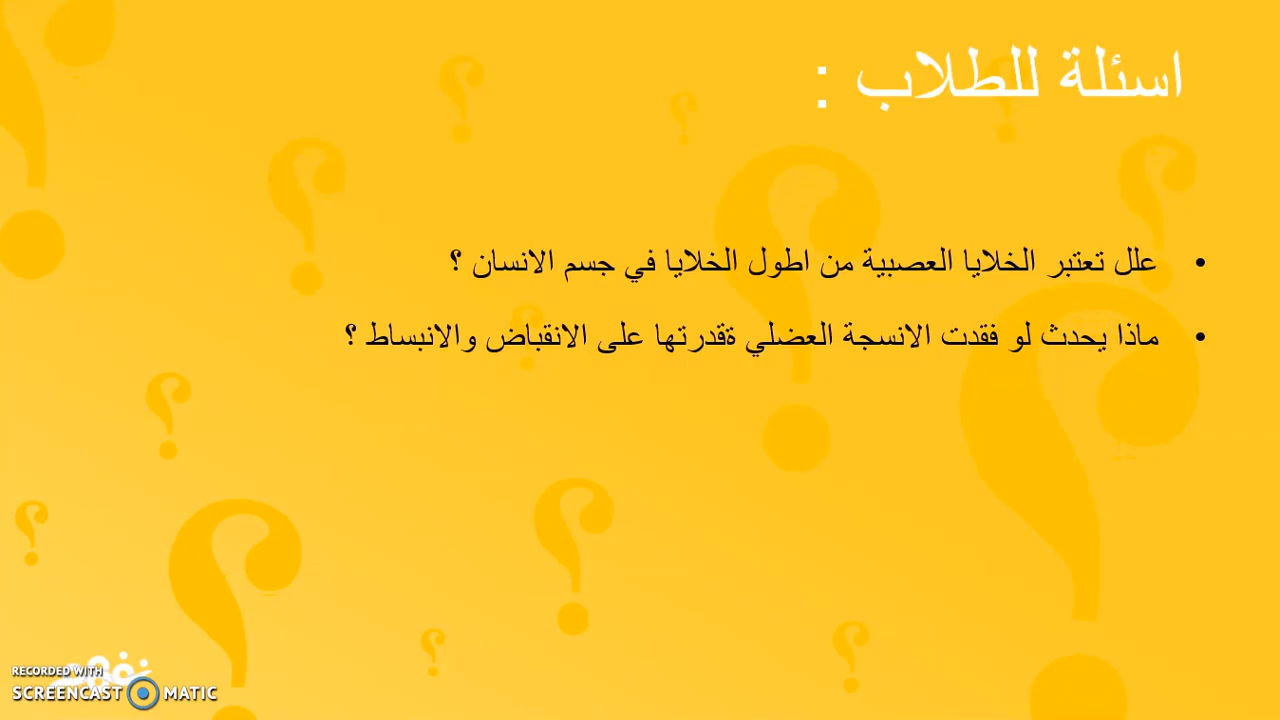 اسئلة للطلاب :
• علل تعتبر الخلايا العصبية من اطول الخلايا في جسم الانسان ؟
• ماذا يحدث لو فقدت الانسجة العضلي ةقدرتها على الانقباض والانبساط ؟
RECORDED WITH
SCREENCAST MATIC